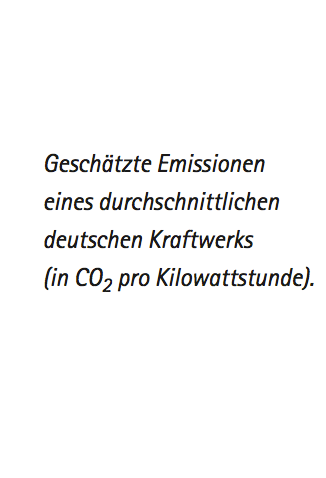 Geschätzte Emissionen
eines durchschnittlichen
deutschen Kraftwerks
(in CO₂ pro Kilowattstunde).